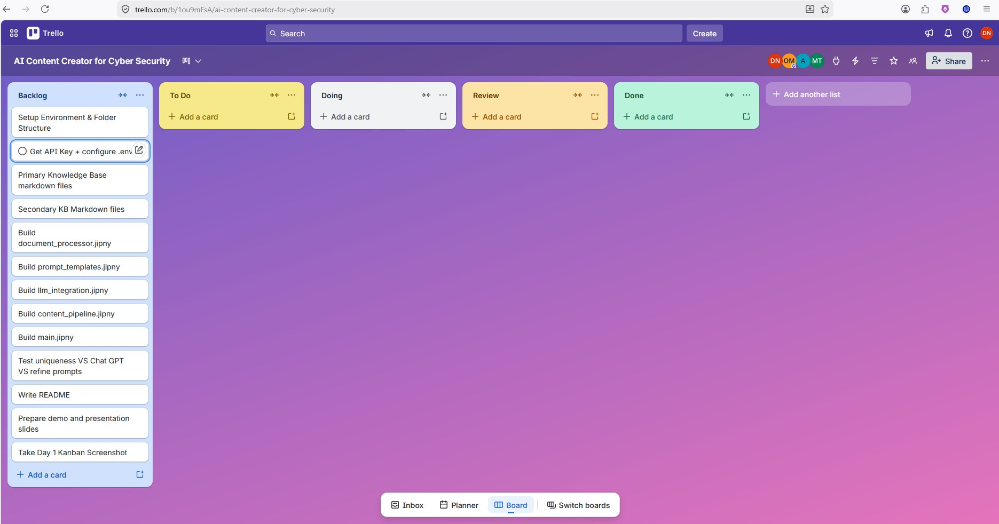 trello.com/b/1ou9mFsA/ai-content-creator-for-cyber-security
Trello
Search
Create
DN
AI Content Creator for Cyber Security
DN
OM
A
MT
Share
Backlog
Setup Environment & Folder
Structure
Get API Key + configure .env
Primary Knowledge Base
markdown files
Secondary KB Markdown files
Build
document_processor.jipny
Build prompt_templates.jipny
Build llm_integration.jipny
Build content_pipeline.jipny
Build main.jipny
Test uniqueness VS Chat GPT
VS refine prompts
Write README
Prepare demo and presentation
slides
Take Day 1 Kanban Screenshot
Add a card
To Do
Add a card
Doing
Add a card
Review
Add a card
Done
Add a card
Add another list
Inbox
Planner
Board
Switch boards